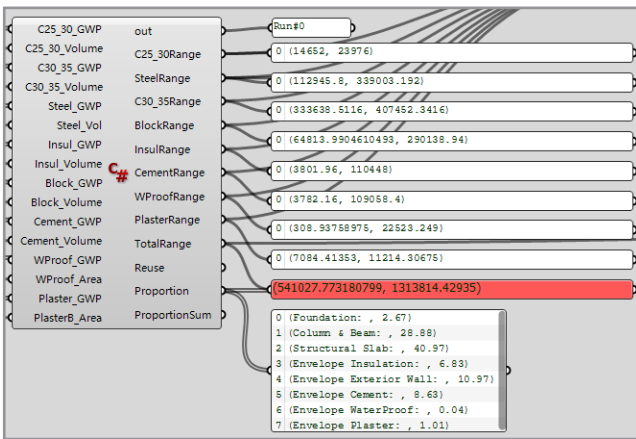 C25_30_GWP
C25_30_Volume
C30_35_GWP
C30_35_Volume
Steel_GWP
Steel_Vol
Insul_GWP
Insul_Volume
Block_GWP
Block_Volume
Cement_GWP
Cement_Volume
WProof_GWP
WProof_Area
Plaster_GWP
PlasterB_Area
C#
out
C25_30Range
SteelRange
C30_35Range
BlockRange
InsulRange
CementRange
WProofRange
PlasterRange
TotalRange
Reuse
Proportion
ProportionSum
Run#0
0 (14652, 23976)
0 (112945.8, 339003.192)
0 (333638.5116, 407452.3416)
0 (64813.9904610493, 290138.94)
0 (3801.96, 110448)
0 (3782.16, 109058.4)
0 (308.93758975, 22523.249)
0 (7084.41353, 11214.30675)
(541027.773180799, 1313814.42935)
0 (Foundation: , 2.67)
1 (Column & Beam: , 28.88)
2 (Structural Slab: , 40.97)
3 (Envelope Insulation: , 6.83)
4 (Envelope Exterior Wall: , 10.97)
5 (Envelope Cement: , 8.63)
6 (Envelope WaterProof: , 0.04)
7 (Envelope Plaster: , 1.01)